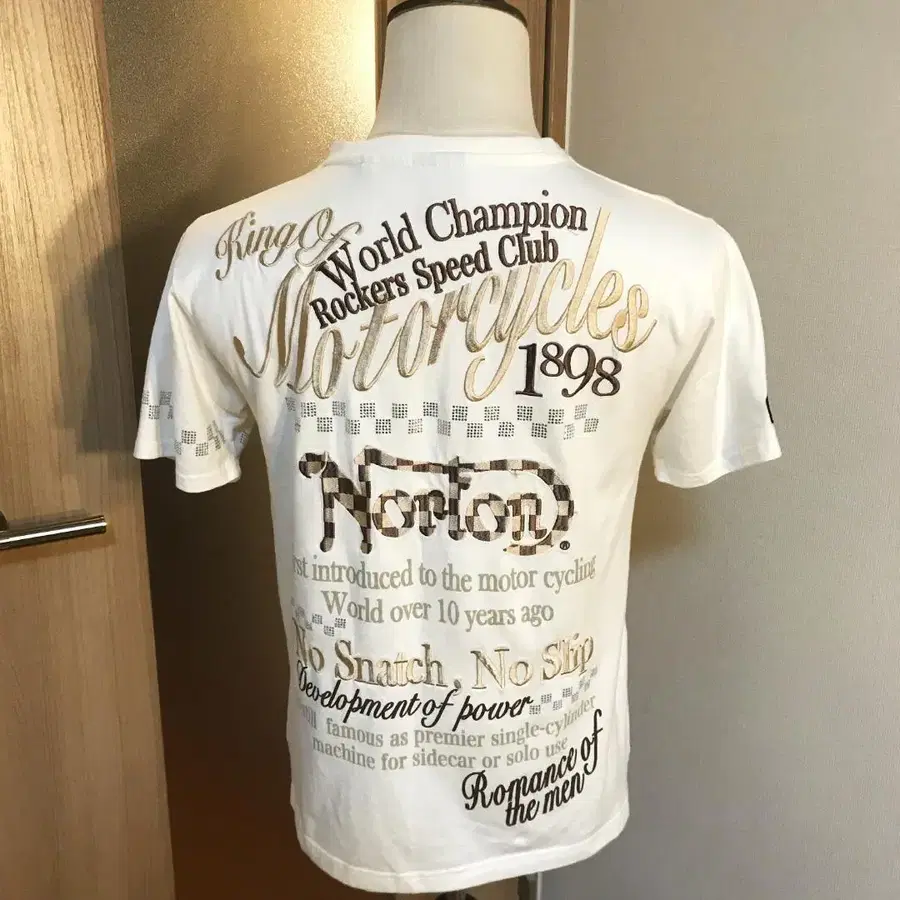 King Of
World Champion
Rockers Speed Club
Motorcycles
1898
Norton®
introduced to the motor cycling
World over 10 years ago
No Snatch, No Slip
Development of power
famous as premier single-cylinder
machine for sidecar or solo use
Romance of
the men